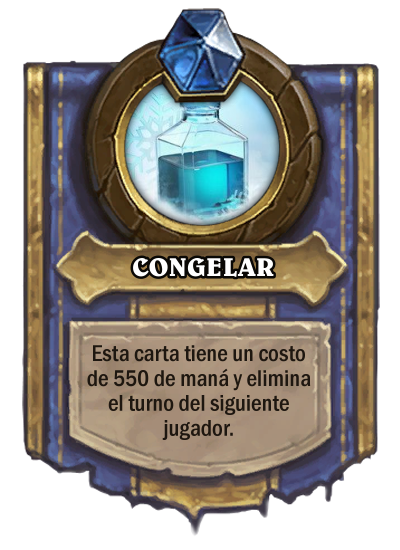 CONGELAR
Esta carta tiene un costo
de 550 de maná y elimina
el turno del siguiente
jugador.